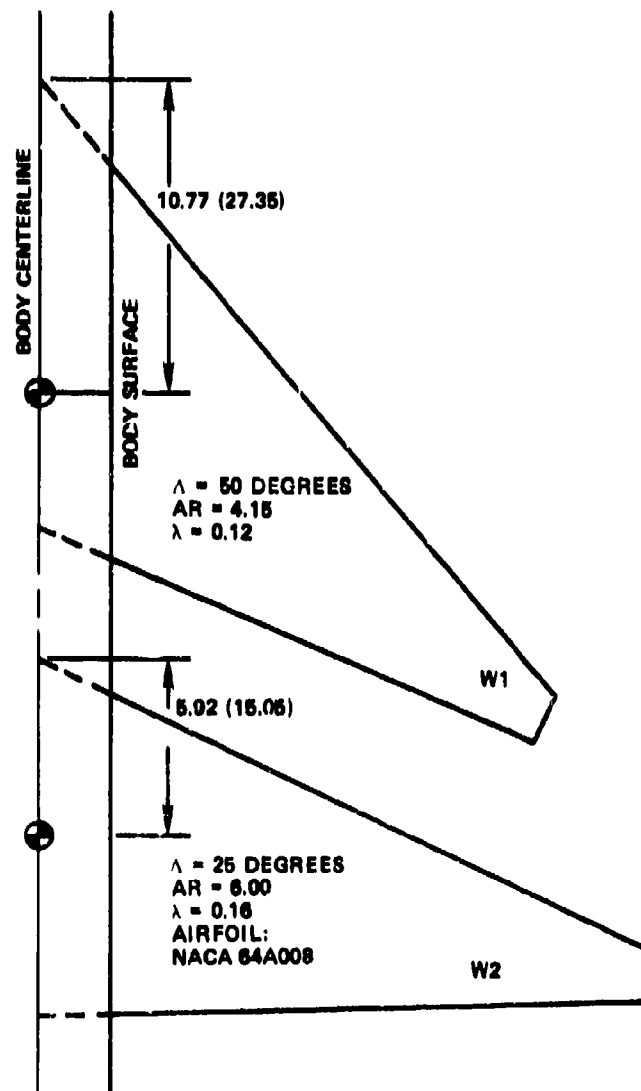 BODY CENTERLINE
10.77 (27.35)
BODY SURFACE
Λ = 50 DEGREES
AR = 4.15
λ = 0.12
W1
5.92 (15.05)
Λ = 25 DEGREES
AR = 6.00
λ = 0.16
AIRFOIL:
NACA 64A008
W2